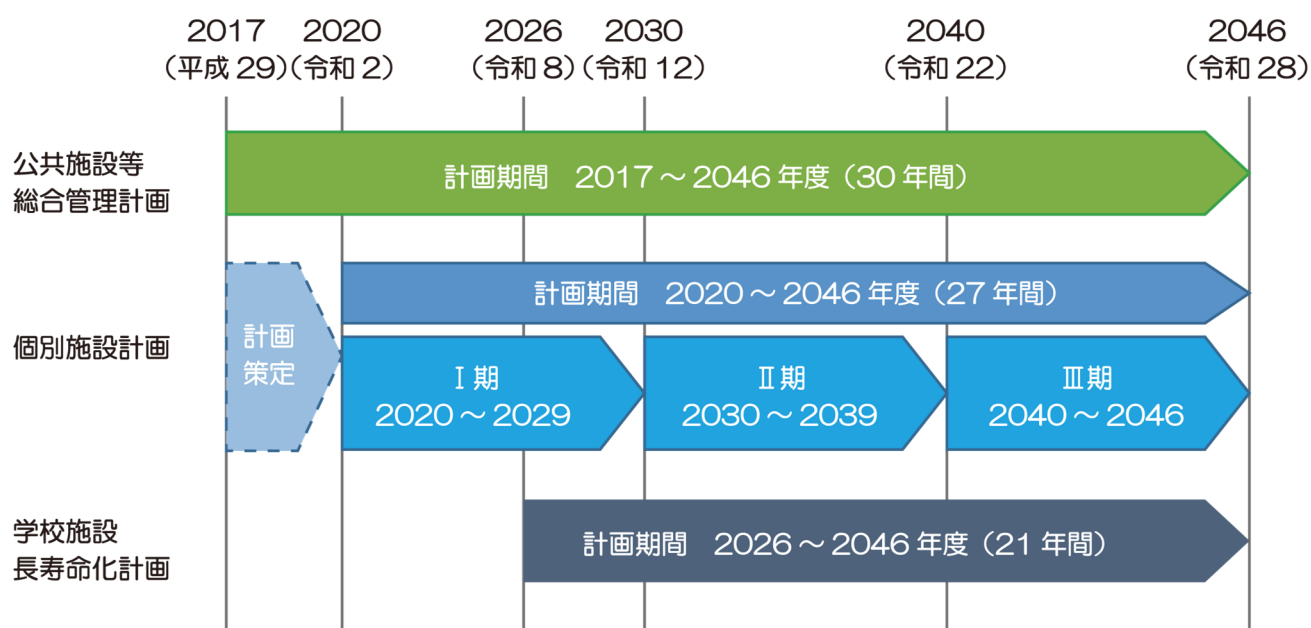 2017 2020 2026 2030 2040 2046
（平成 29）（令和 2） （令和 8）（令和 12） （令和 22） （令和 28）
公共施設等
総合管理計画
計画期間　2017～2046 年度（30 年間）
個別施設計画
計画
策定
計画期間　2020～2046 年度（27 年間）
Ⅰ期
2020～2029
Ⅱ期
2030～2039
Ⅲ期
2040～2046
学校施設
長寿命化計画
計画期間　2026～2046 年度（21 年間）